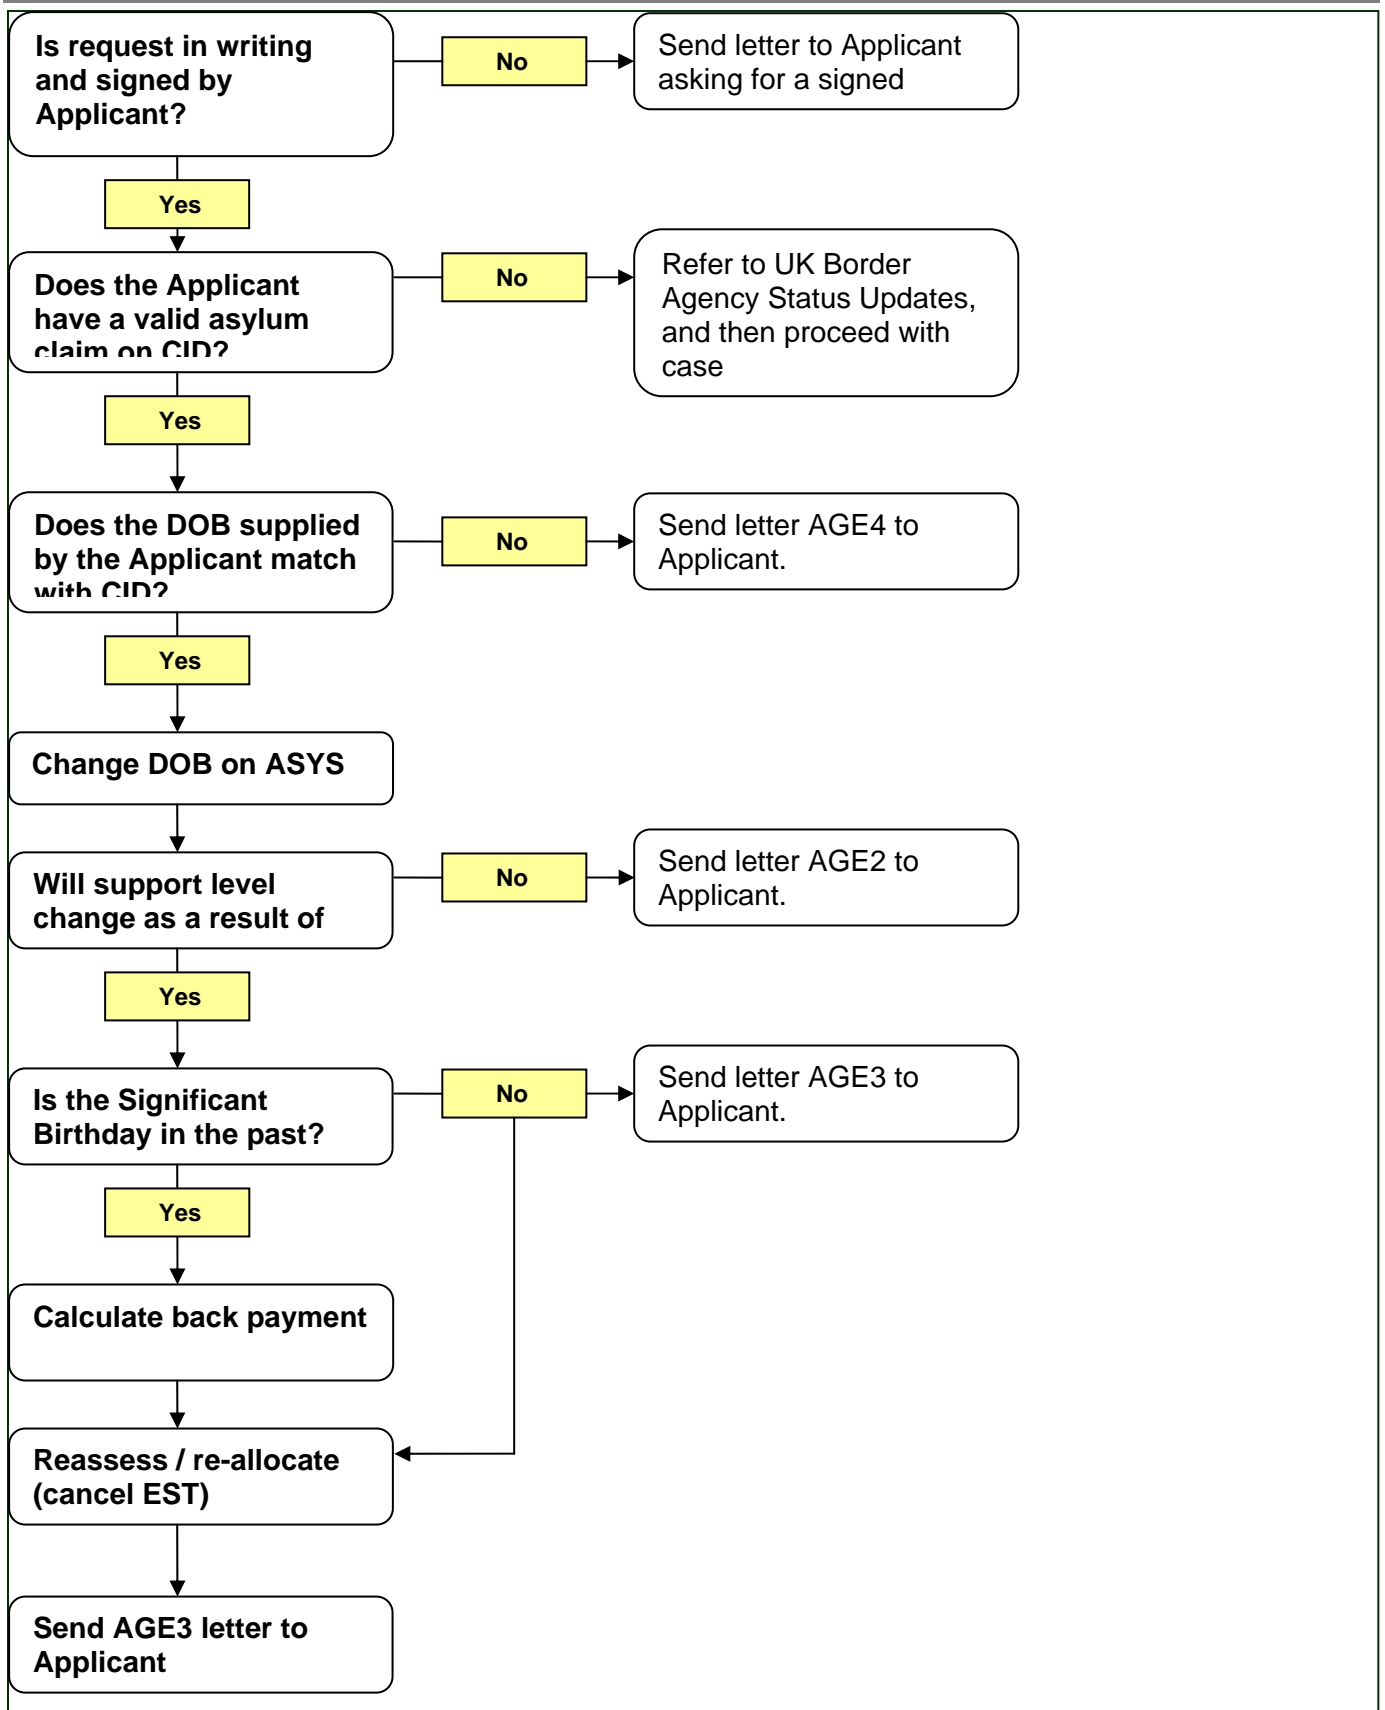 Is request in writing
and signed by
Applicant?
No
Send letter to Applicant
asking for a signed
Yes
Does the Applicant
have a valid asylum
claim on CID?
No
Refer to UK Border
Agency Status Updates,
and then proceed with
case
Yes
Does the DOB supplied
by the Applicant match
with CID?
No
Send letter AGE4 to
Applicant.
Yes
Change DOB on ASYS
Will support level
change as a result of
No
Send letter AGE2 to
Applicant.
Yes
Is the Significant
Birthday in the past?
No
Send letter AGE3 to
Applicant.
Yes
Calculate back payment
Reassess / re-allocate
(cancel EST)
Send AGE3 letter to
Applicant